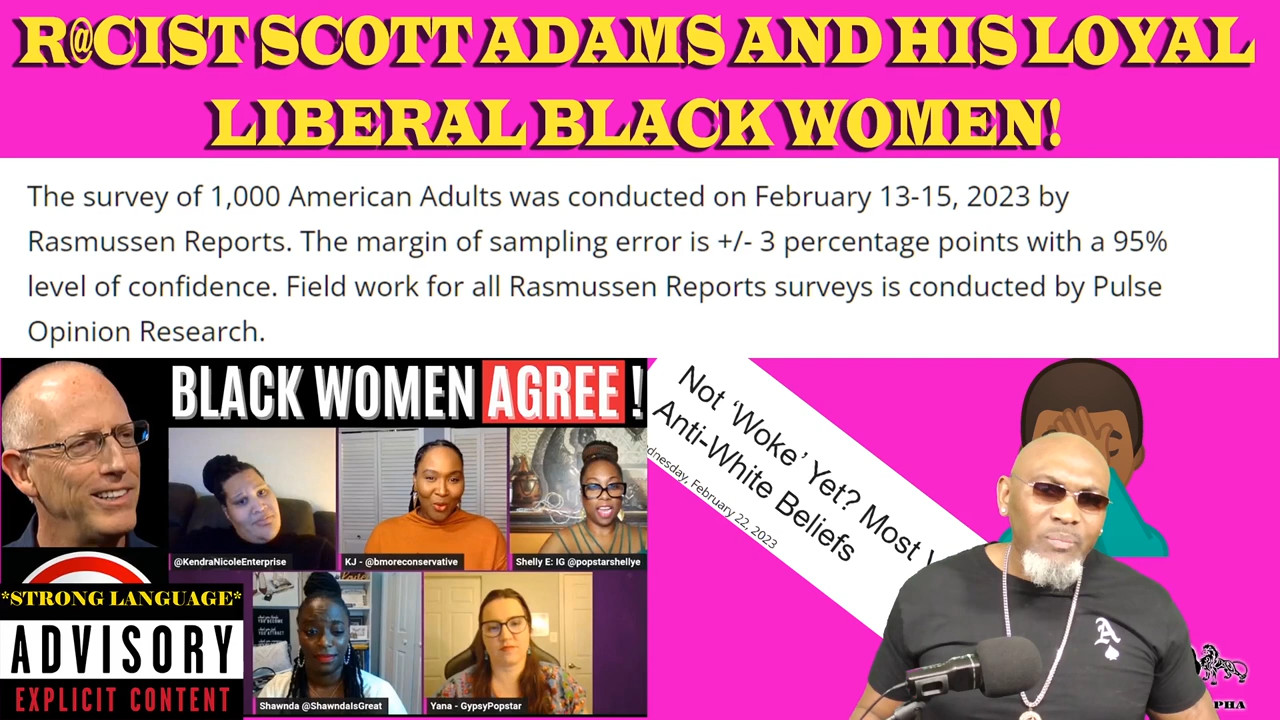 R@CIST SCOTT ADAMS AND HIS LOYAL
LIBERAL BLACK WOMEN!
The survey of 1,000 American Adults was conducted on February 13-15, 2023 by
Rasmussen Reports. The margin of sampling error is +/- 3 percentage points with a 95%
level of confidence. Field work for all Rasmussen Reports surveys is conducted by Pulse
Opinion Research.
BLACK WOMEN AGREE !
@KendraNicoleEnterprise
KJ - @bmoreconservative
Shelly E: IG @popstarshellye
Shawnda @ShawndaIsGreat
Yana - GypsyPopstar
*STRONG LANGUAGE*
ADVISORY
EXPLICIT CONTENT
Not ‘Woke’ Yet? Most
Anti-White Beliefs
February 22, 2023
A